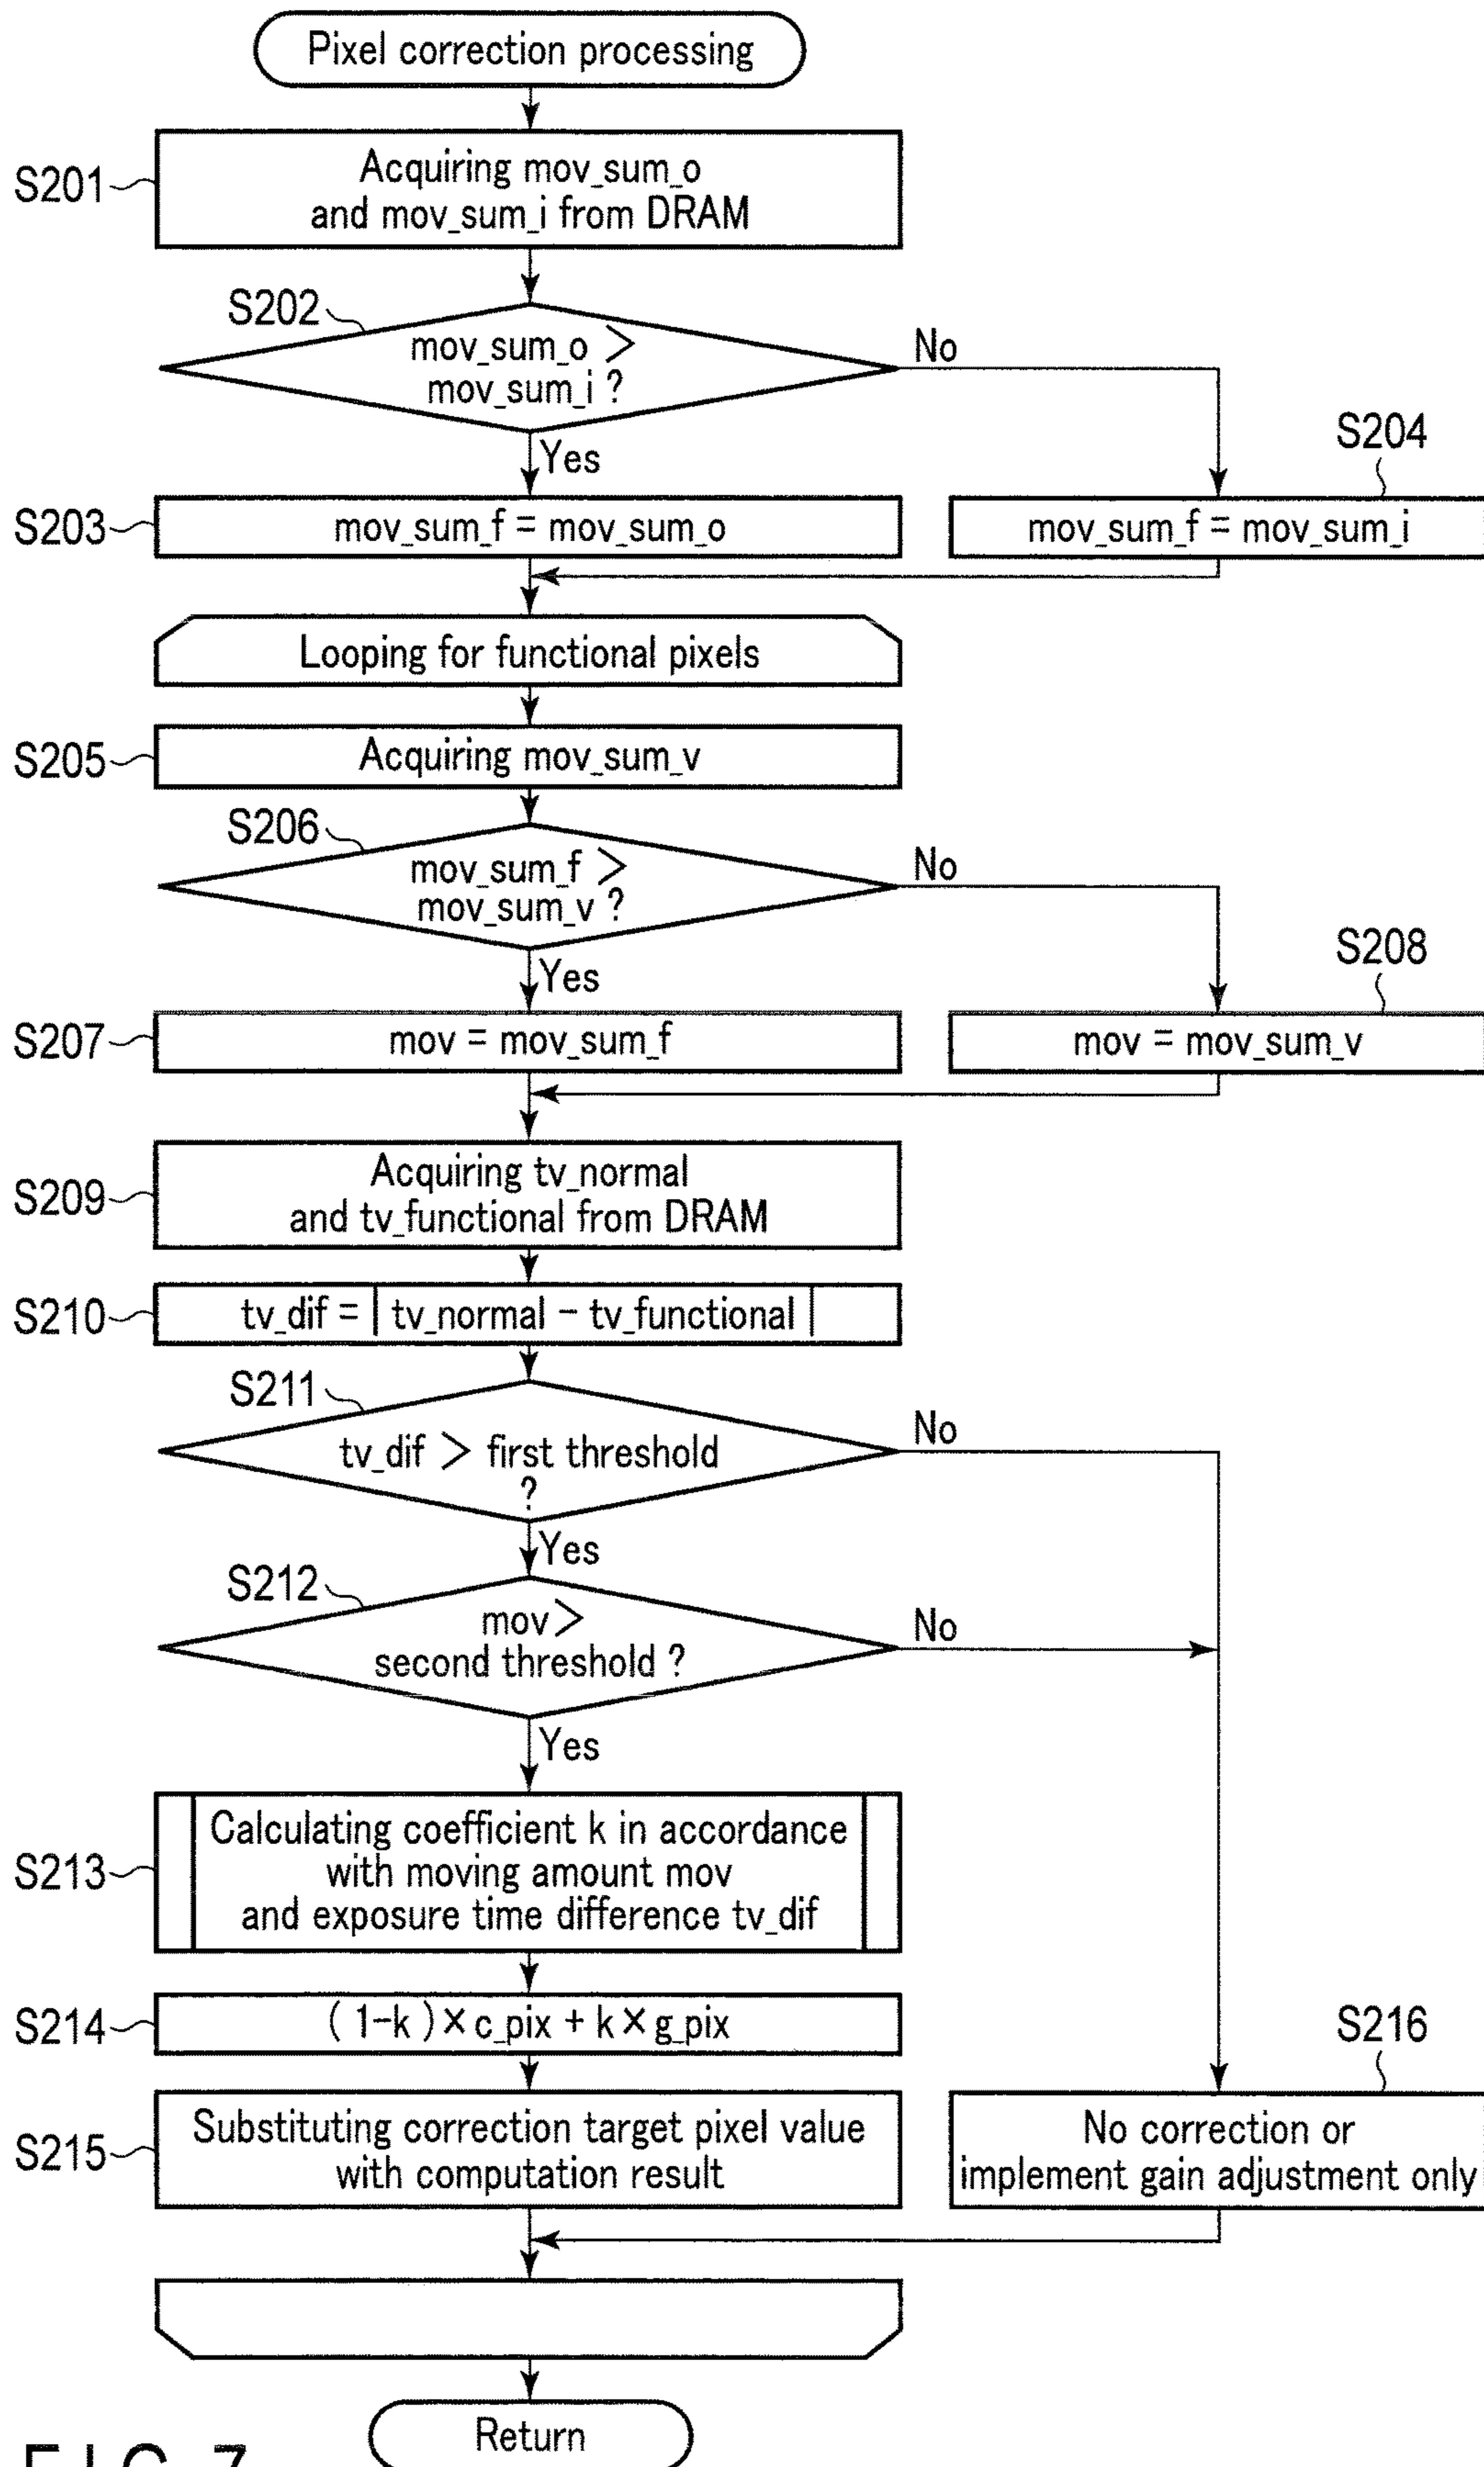 Pixel correction processing
S201
Acquiring mov_sum_o
and mov_sum_i from DRAM
S202
mov_sum_o >
mov_sum_i ?
No
Yes
S203
mov_sum_f = mov_sum_o
S204
mov_sum_f = mov_sum_i
Looping for functional pixels
S205
Acquiring mov_sum_v
S206
mov_sum_f >
mov_sum_v ?
No
Yes
S207
mov = mov_sum_f
S208
mov = mov_sum_v
S209
Acquiring tv_normal
and tv_functional from DRAM
S210
tv_dif = | tv_normal - tv_functional |
S211
tv_dif > first threshold
?
No
Yes
S212
mov >
second threshold ?
No
Yes
S213
Calculating coefficient k in accordance
with moving amount mov
and exposure time difference tv_dif
S214
( 1-k ) × c_pix + k × g_pix
S215
Substituting correction target pixel value
with computation result
S216
No correction or
implement gain adjustment only
Return
FIG. 7